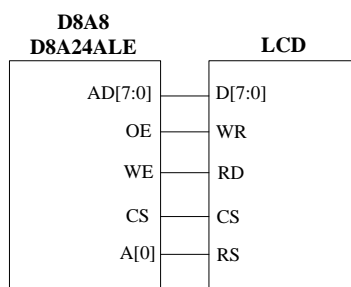 D8A8
D8A24ALE
LCD
AD[7:0]
D[7:0]
OE
WR
WE
RD
CS
CS
A[0]
RS